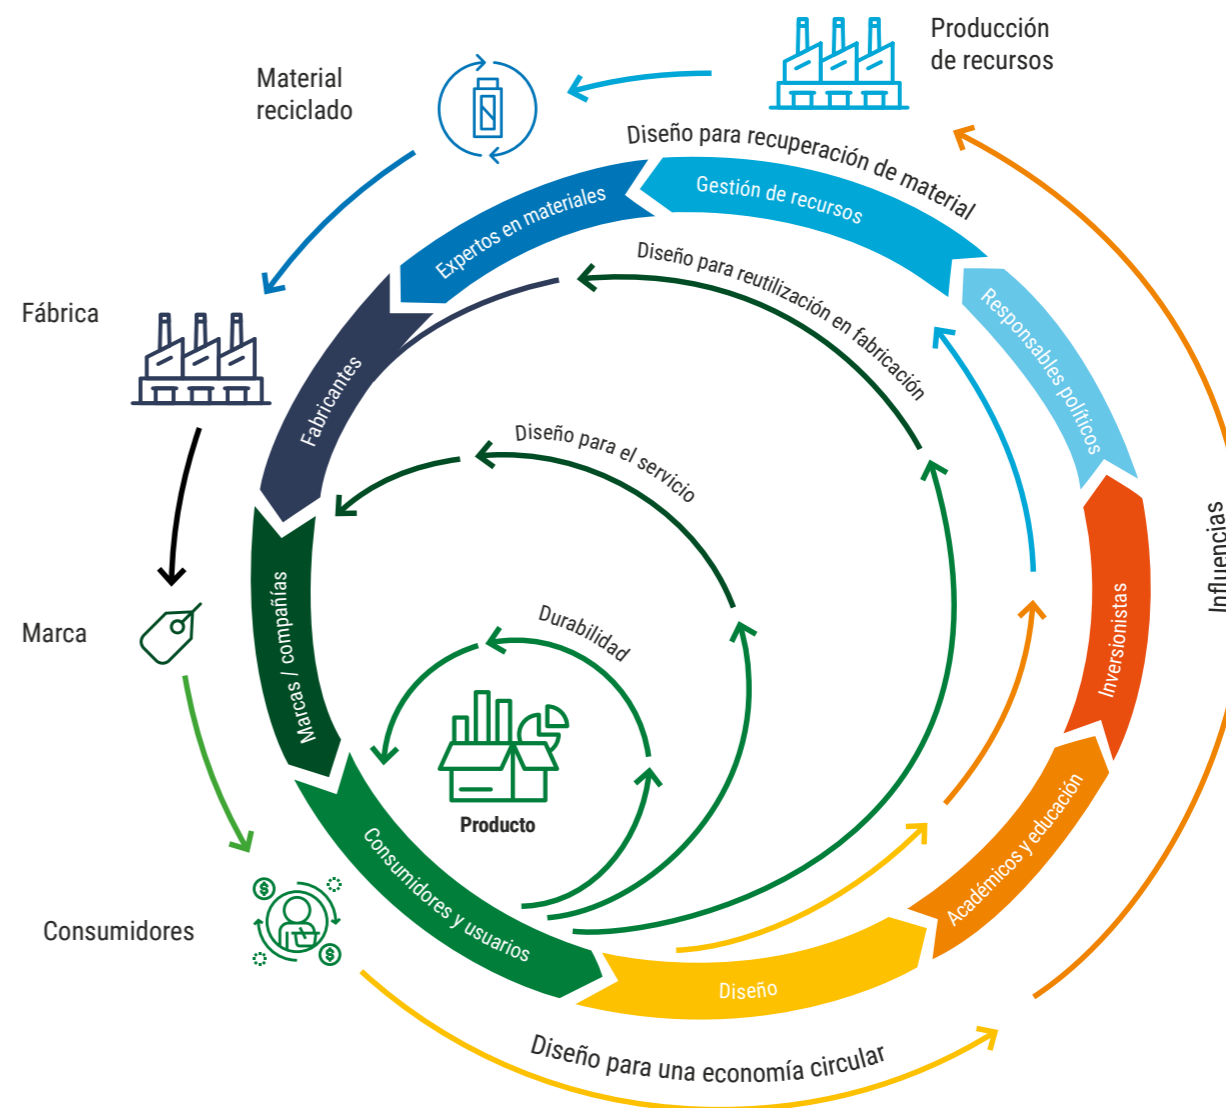 Producción
de recursos
Material
reciclado
Diseño para recuperación de material
Gestión de recursos
Expertos en materiales
Diseño para reutilización en fabricación
Responsables políticos
Fábrica
Fabricantes
Diseño para el servicio
Influencias
Marca
Marcas / compañías
Durabilidad
Inversionistas
Producto
Consumidores y usuarios
Académicos y educación
Consumidores
$
$
Diseño
Diseño para una economía circular